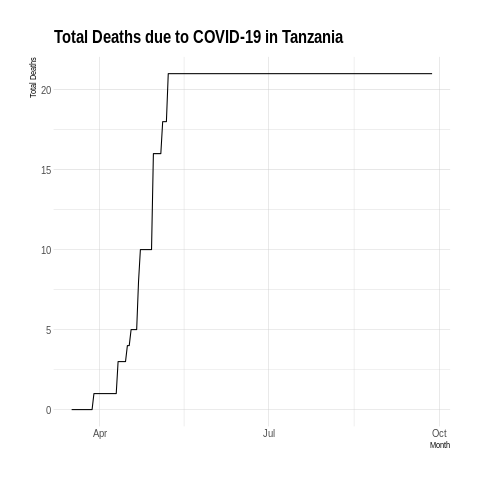 Total Deaths due to COVID-19 in Tanzania
Total Deaths
20
15
10
5
0
Apr
Jul
Oct
Month